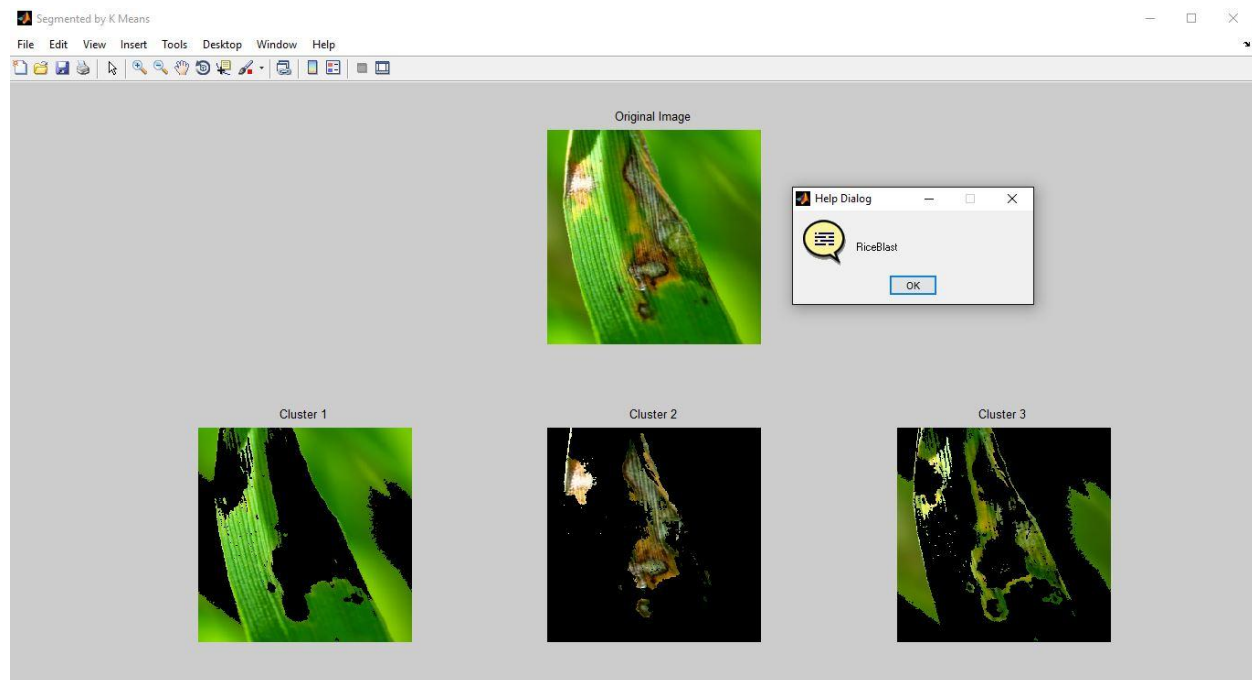 Segmented by K Means
File Edit View Insert Tools Desktop Window Help
Original Image
Help Dialog
RiceBlast
OK
Cluster 1
Cluster 2
Cluster 3